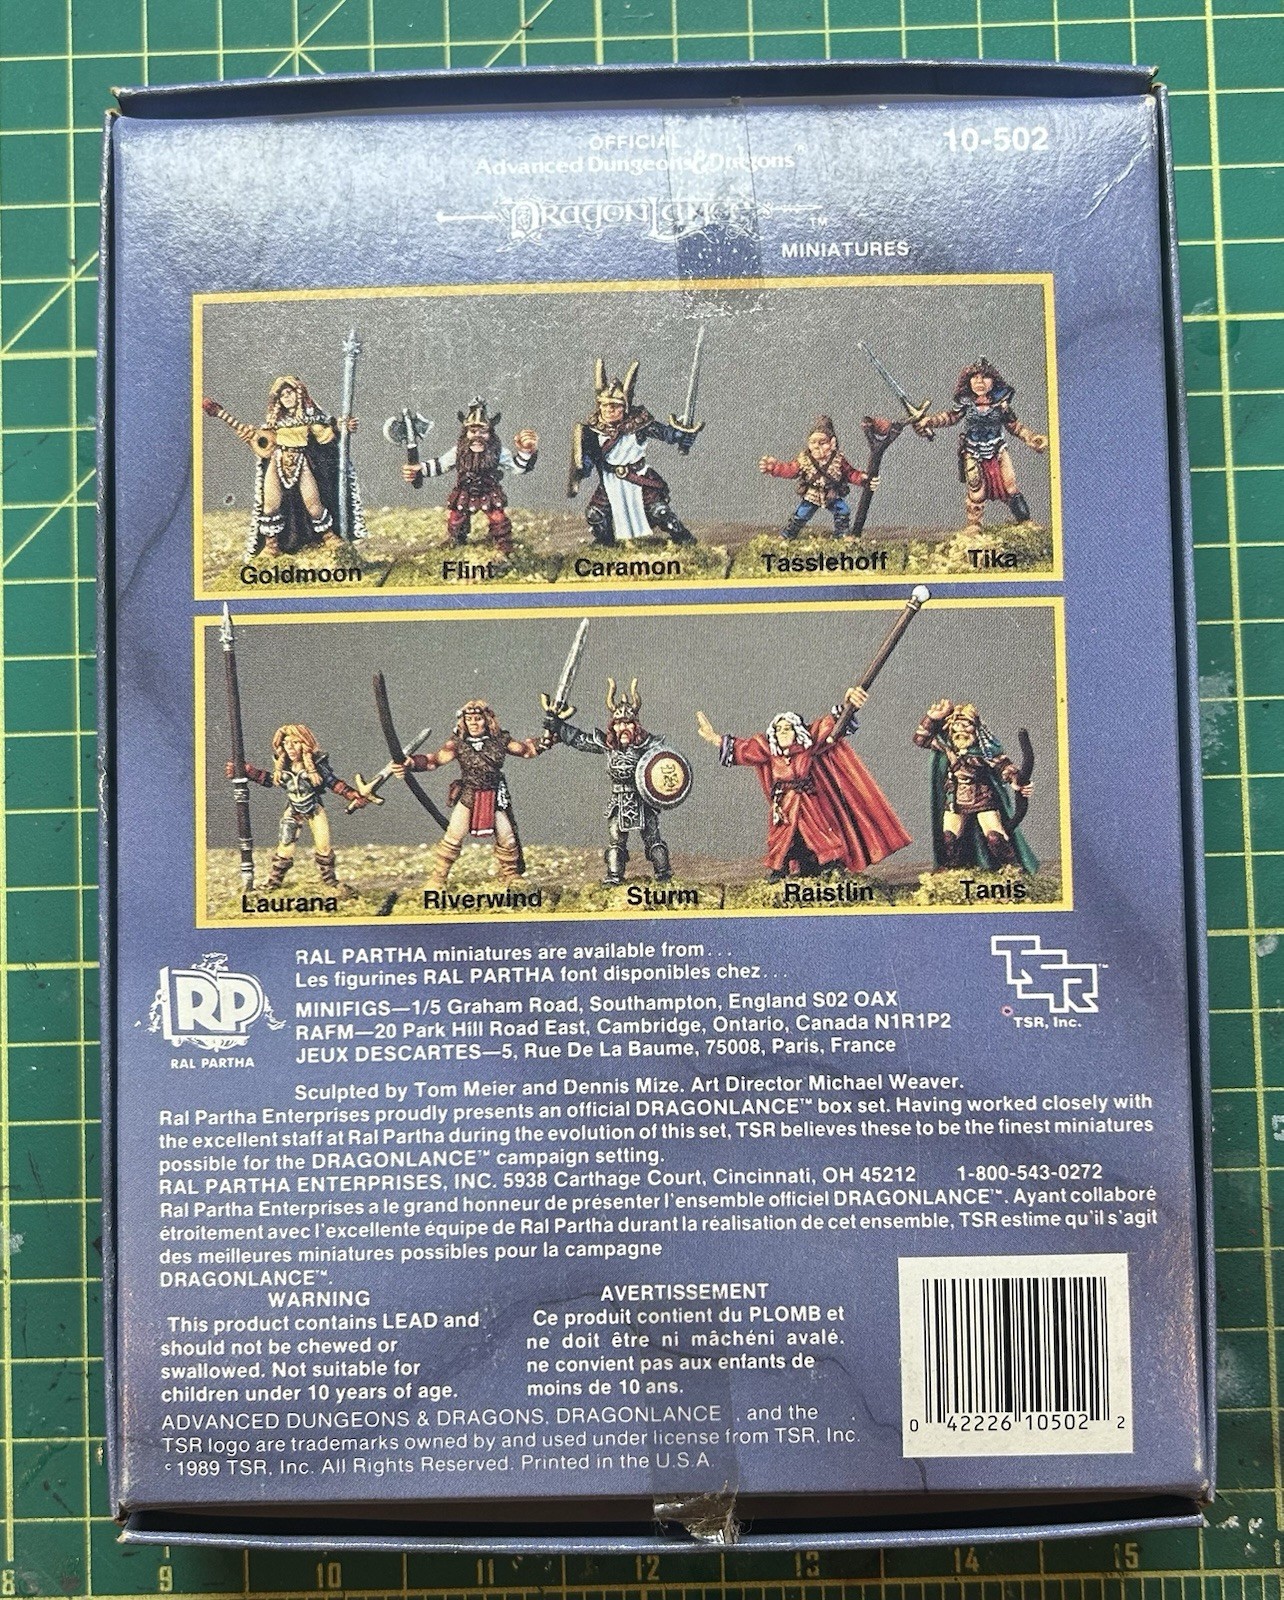 OFFICIAL
Advanced Dungeons & Dragons®
10-502
DRAGONLANCE™
MINIATURES
Goldmoon Flint Caramon Tasslehoff Tika
Laurana Riverwind Sturm Raistlin Tanis
RP
RAL PARTHA
RAL PARTHA miniatures are available from...
Les figurines RAL PARTHA font disponibles chez...
MINIFIGS—1/5 Graham Road, Southampton, England S02 OAX
RAFM—20 Park Hill Road East, Cambridge, Ontario, Canada N1R1P2
JEUX DESCARTES—5, Rue De La Baume, 75008, Paris, France
TSR™
TSR, Inc.
Sculpted by Tom Meier and Dennis Mize. Art Director Michael Weaver.
Ral Partha Enterprises proudly presents an official DRAGONLANCE™ box set. Having worked closely with
the excellent staff at Ral Partha during the evolution of this set, TSR believes these to be the finest miniatures
possible for the DRAGONLANCE™ campaign setting.
RAL PARTHA ENTERPRISES, INC. 5938 Carthage Court, Cincinnati, OH 45212 1-800-543-0272
Ral Partha Enterprises a le grand honneur de présenter l'ensemble officiel DRAGONLANCE™. Ayant collaboré
étroitement avec l'excellente équipe de Ral Partha durant la réalisation de cet ensemble, TSR estime qu'il s'agit
des meilleures miniatures possibles pour la campagne
DRAGONLANCE™.
WARNING
This product contains LEAD and
should not be chewed or
swallowed. Not suitable for
children under 10 years of age.
AVERTISSEMENT
Ce produit contient du PLOMB et
ne doit être ni mâchéni avalé.
ne convient pas aux enfants de
moins de 10 ans.
ADVANCED DUNGEONS & DRAGONS, DRAGONLANCE , and the
TSR logo are trademarks owned by and used under license from TSR, Inc.
©1989 TSR, Inc. All Rights Reserved. Printed in the U.S.A.
0 42226 10502 2
8 9 10 11 12 13 14 15